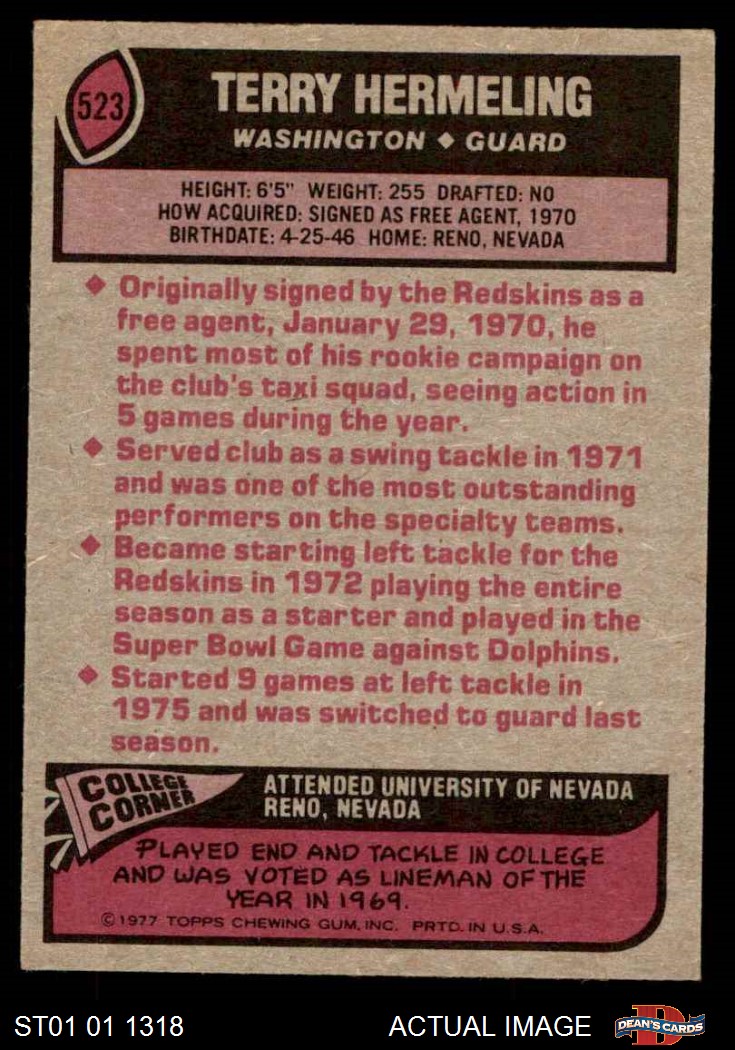 523
TERRY HERMELING
WASHINGTON ♦ GUARD
HEIGHT: 6'5" WEIGHT: 255 DRAFTED: NO
HOW ACQUIRED: SIGNED AS FREE AGENT, 1970
BIRTHDATE: 4-25-46 HOME: RENO, NEVADA
♦ Originally signed by the Redskins as a
free agent, January 29, 1970, he
spent most of his rookie campaign on
the club's taxi squad, seeing action in
5 games during the year.
♦ Served club as a swing tackle in 1971
and was one of the most outstanding
performers on the specialty teams.
♦ Became starting left tackle for the
Redskins in 1972 playing the entire
season as a starter and played in the
Super Bowl Game against Dolphins.
♦ Started 9 games at left tackle in
1975 and was switched to guard last
season.
COLLEGE
CORNER
ATTENDED UNIVERSITY OF NEVADA
RENO, NEVADA
PLAYED END AND TACKLE IN COLLEGE
AND WAS VOTED AS LINEMAN OF THE
YEAR IN 1969.
© 1977 TOPPS CHEWING GUM, INC. PRTD. IN U.S.A.
ST01 01 1318
ACTUAL IMAGE
D
DEAN'S CARDS